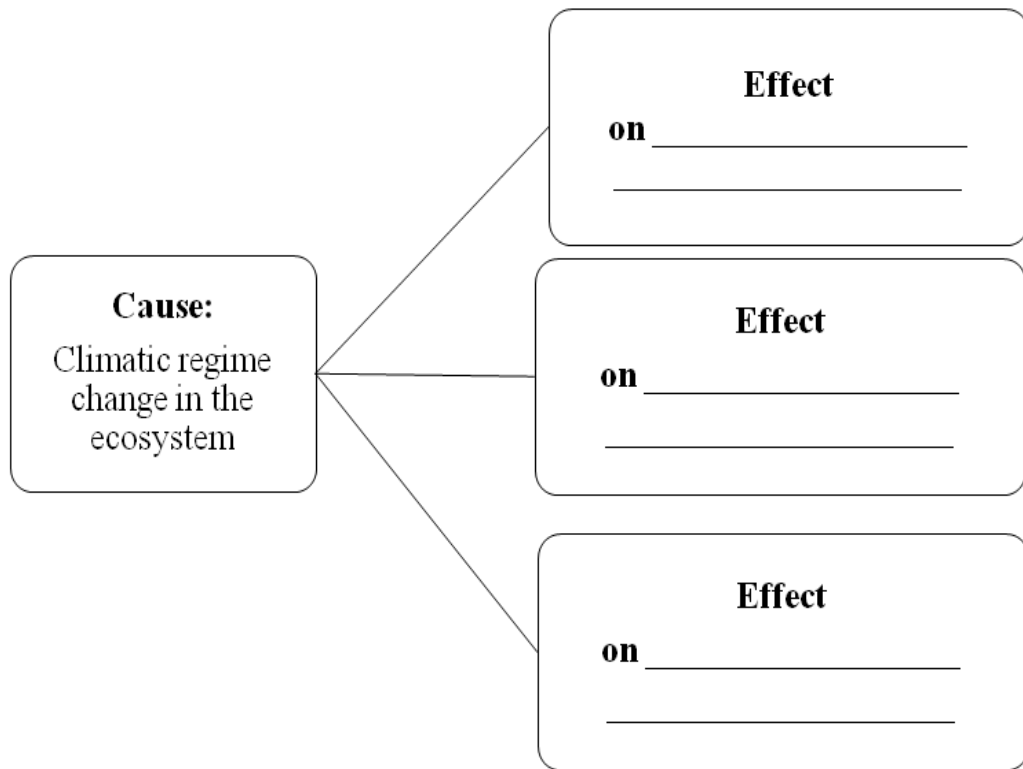 Effect
on
Cause:
Climatic regime
change in the
ecosystem
Effect
on
Effect
on